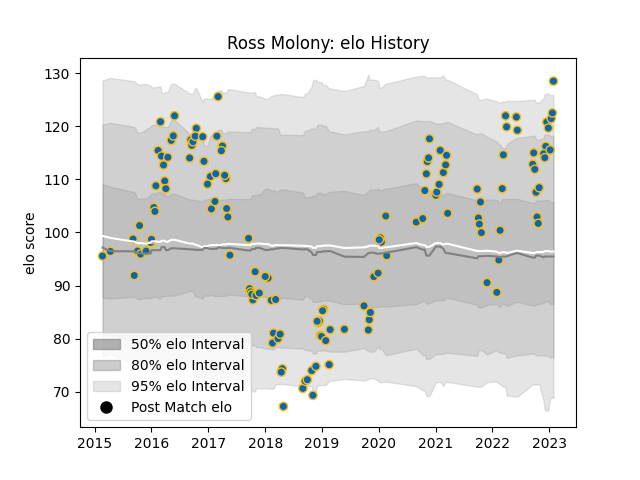 Ross Molony: elo History
elo score
130
120
110
100
90
80
70
50% elo Interval
80% elo Interval
95% elo Interval
Post Match elo
2015 2016 2017 2018 2019 2020 2021 2022 2023